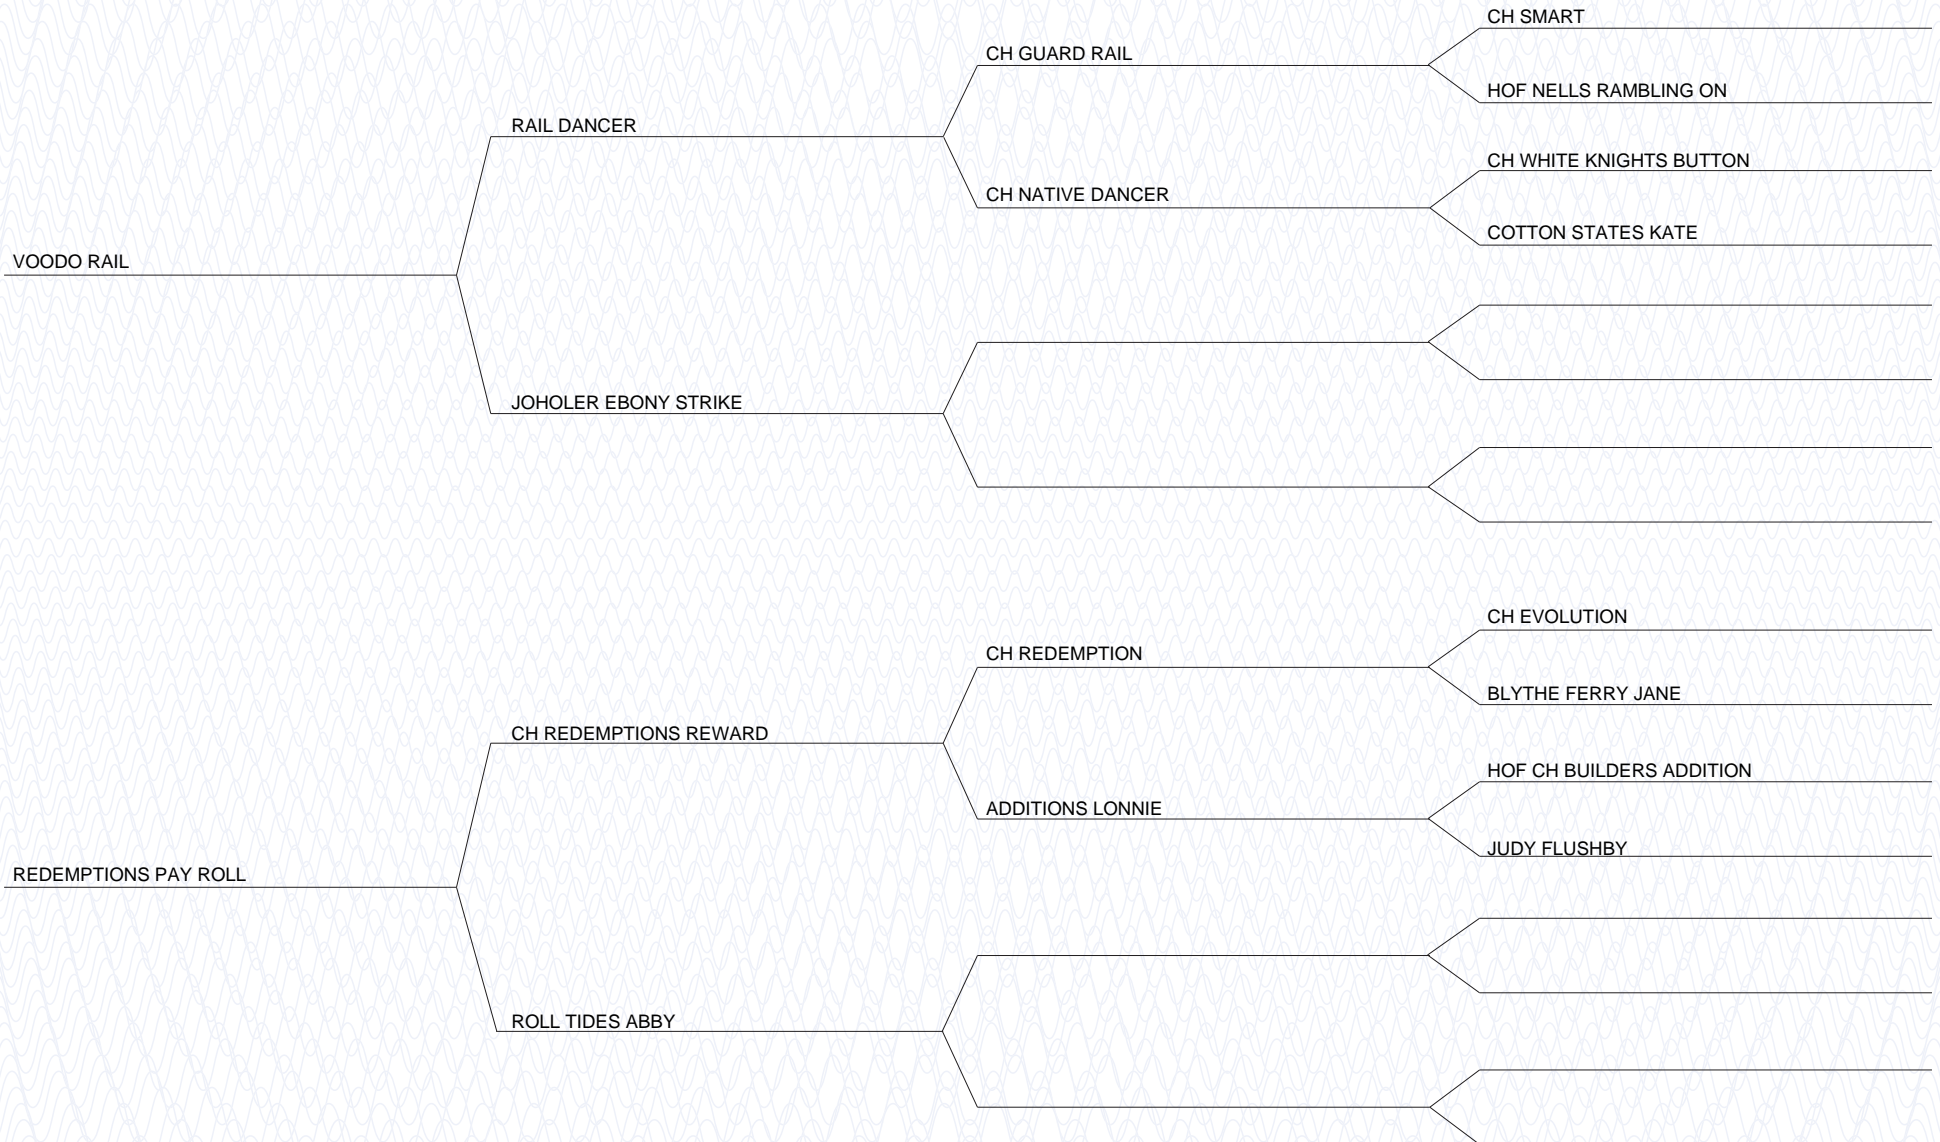 CH SMART
CH GUARD RAIL
HOF NELLS RAMBLING ON
RAIL DANCER
CH WHITE KNIGHTS BUTTON
CH NATIVE DANCER
COTTON STATES KATE
VOODO RAIL
JOHOLER EBONY STRIKE
CH EVOLUTION
CH REDEMPTION
BLYTHE FERRY JANE
CH REDEMPTIONS REWARD
HOF CH BUILDERS ADDITION
ADDITIONS LONNIE
JUDY FLUSHBY
REDEMPTIONS PAY ROLL
ROLL TIDES ABBY